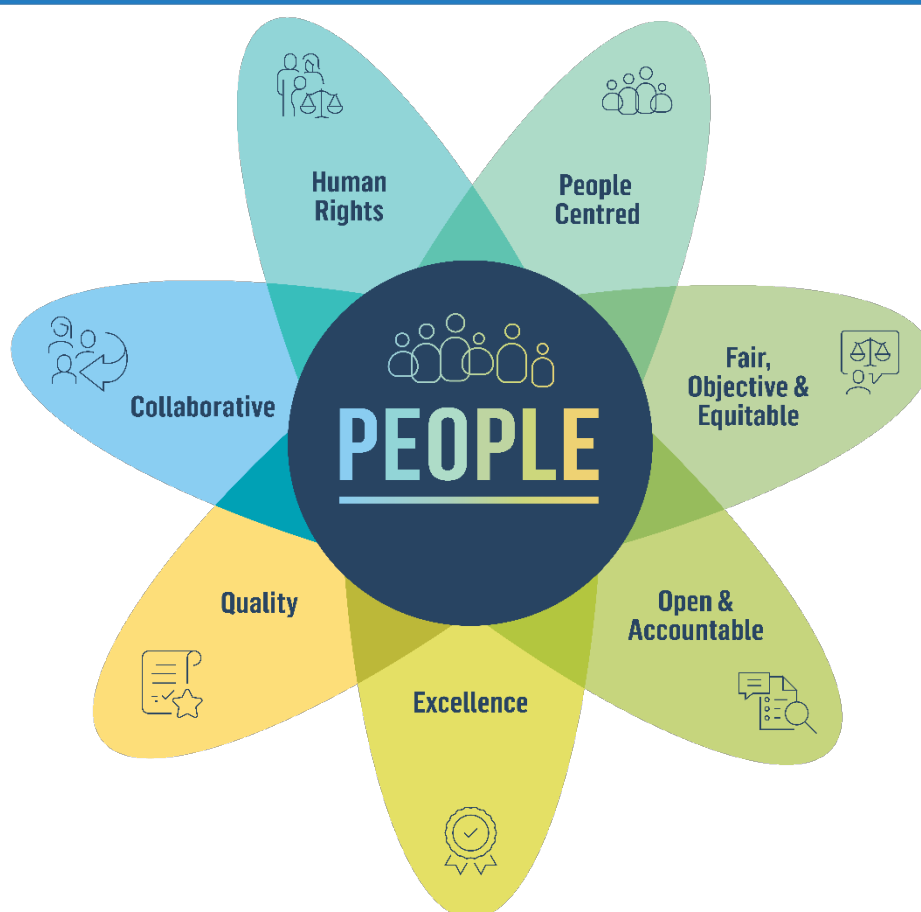 Human
Rights
People
Centred
Fair,
Objective &
Equitable
Collaborative
PEOPLE
Quality
Open &
Accountable
Excellence